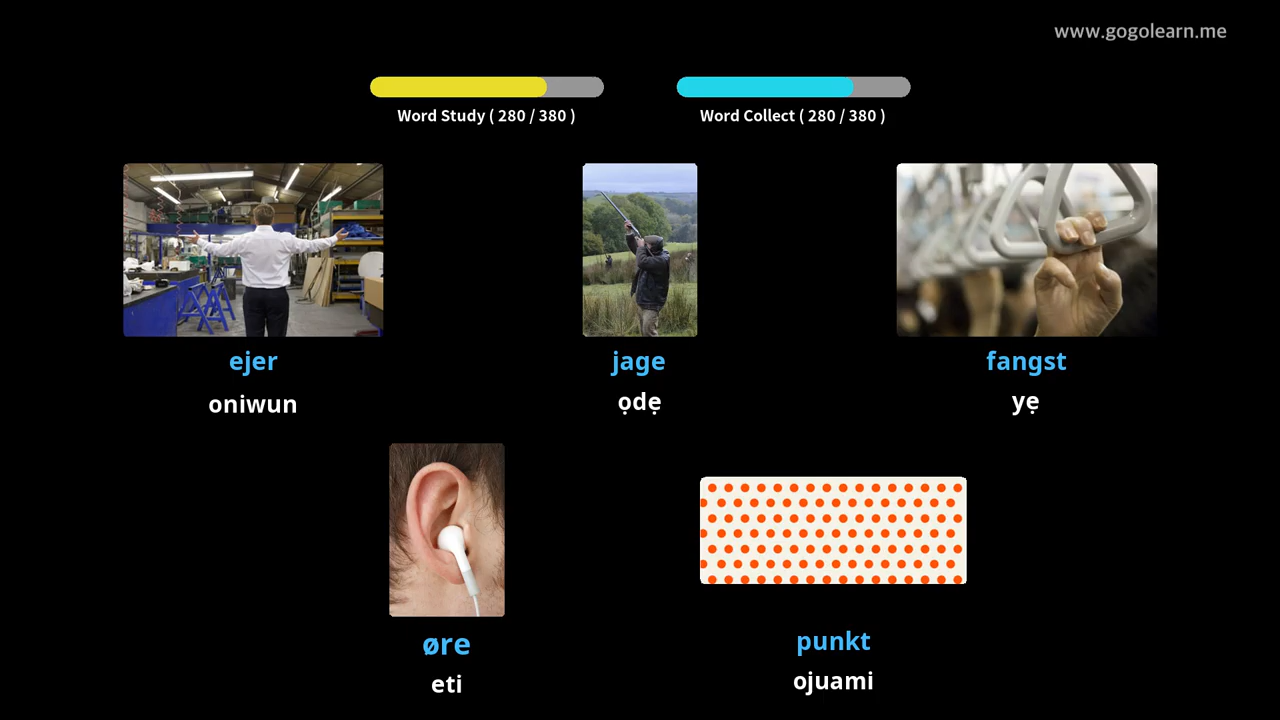 www.gogolearn.me
Word Study ( 280 / 380 )
Word Collect ( 280 / 380 )
ejer
jage
fangst
oniwun
ọdẹ
yẹ
øre
punkt
eti
ojuami